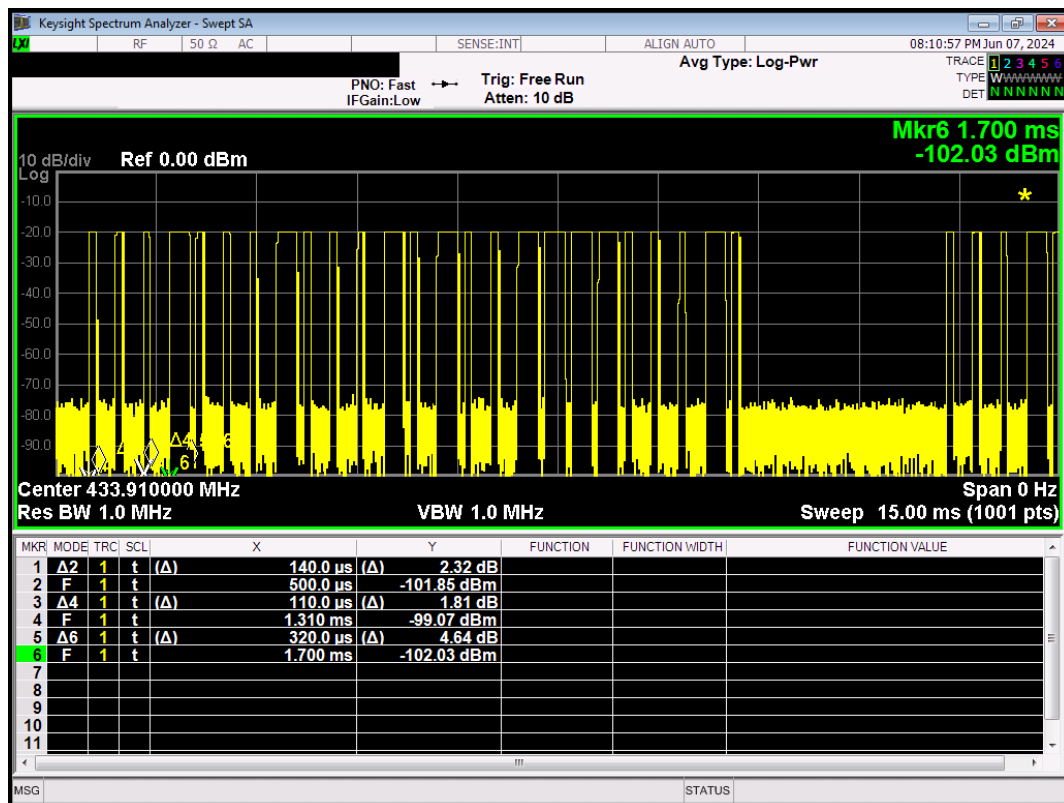 Keysight Spectrum Analyzer - Swept SA
LXI RF 50 Ω AC SENSE:INT ALIGN AUTO 08:10:57 PM Jun 07, 2024
Avg Type: Log-Pwr
TRACE 1 2 3 4 5 6
PNO: Fast Trig: Free Run
TYPE WWWWWW
IFGain:Low Atten: 10 dB
DET N N N N N N
Mkr6 1.700 ms
-102.03 dBm
10 dB/div Ref 0.00 dBm
Log
-10.0
-20.0
-30.0
-40.0
-50.0
-60.0
-70.0
-80.0
-90.0
Center 433.910000 MHz Span 0 Hz
Res BW 1.0 MHz VBW 1.0 MHz Sweep 15.00 ms (1001 pts)
MKR MODE TRC SCL X Y FUNCTION FUNCTION WIDTH FUNCTION VALUE
1 Δ2 1 t (Δ) 140.0 µs (Δ) 2.32 dB
2 F 1 t 500.0 µs -101.85 dBm
3 Δ4 1 t (Δ) 110.0 µs (Δ) 1.81 dB
4 F 1 t 1.310 ms -99.07 dBm
5 Δ6 1 t (Δ) 320.0 µs (Δ) 4.64 dB
6 F 1 t 1.700 ms -102.03 dBm
7
8
9
10
11
MSG STATUS